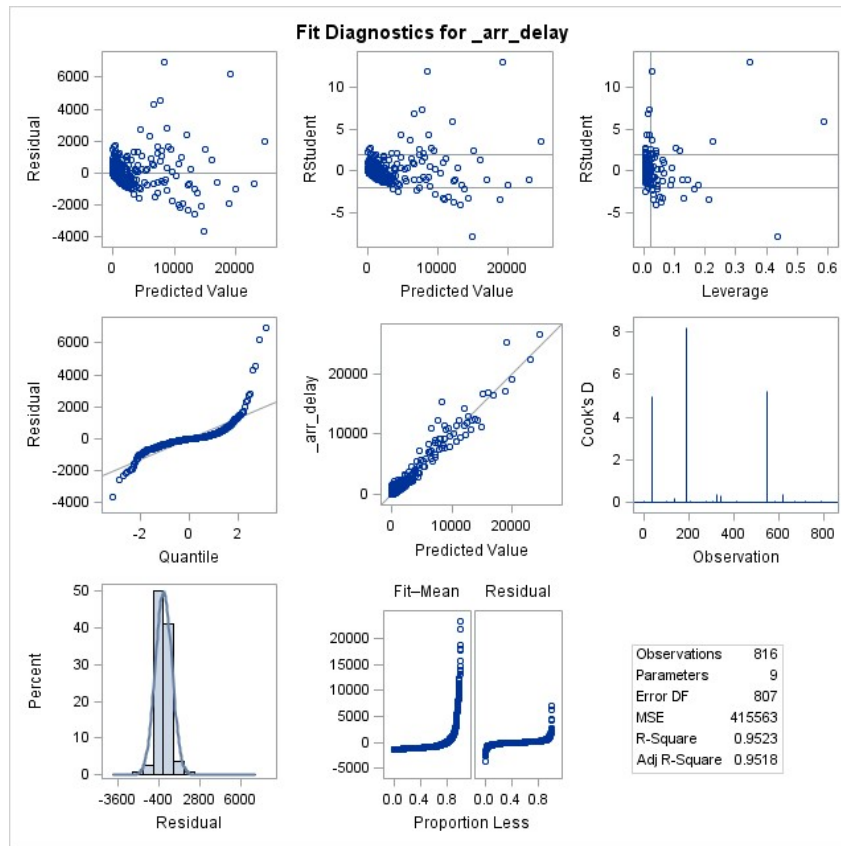 Fit Diagnostics for _arr_delay
Residual
6000
4000
2000
0
-2000
-4000
0 10000 20000
Predicted Value
RStudent
10
5
0
-5
0 10000 20000
Predicted Value
RStudent
10
5
0
-5
0.0 0.1 0.2 0.3 0.4 0.5 0.6
Leverage
Residual
6000
4000
2000
0
-2000
-4000
-2 0 2
Quantile
_arr_delay
20000
10000
0
0 10000 20000
Predicted Value
Cook's D
8
6
4
2
0
0 200 400 600 800
Observation
Percent
50
40
30
20
10
0
-3600 -400 2800 6000
Residual
Fit–Mean Residual
20000
15000
10000
5000
0
-5000
0.0 0.4 0.8 0.0 0.4 0.8
Proportion Less
Observations 816
Parameters 9
Error DF 807
MSE 415563
R-Square 0.9523
Adj R-Square 0.9518